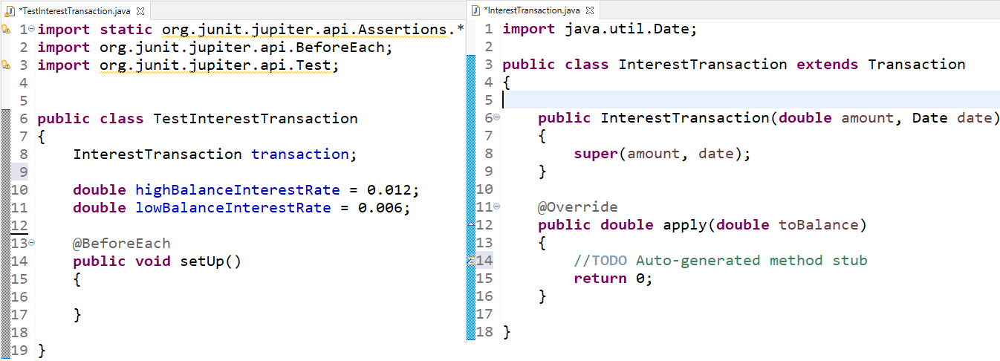 *TestInterestTransaction.java
1 import static org.junit.jupiter.api.Assertions.*
2 import org.junit.jupiter.api.BeforeEach;
3 import org.junit.jupiter.api.Test;
4
5
6 public class TestInterestTransaction
7 {
8 InterestTransaction transaction;
9
10 double highBalanceInterestRate = 0.012;
11 double lowBalanceInterestRate = 0.006;
12
13 @BeforeEach
14 public void setUp()
15 {
16
17 }
18
19 }
*InterestTransaction.java
1 import java.util.Date;
2
3 public class InterestTransaction extends Transaction
4 {
5
6 public InterestTransaction(double amount, Date date)
7 {
8 super(amount, date);
9 }
10
11 @Override
12 public double apply(double toBalance)
13 {
14 //TODO Auto-generated method stub
15 return 0;
16 }
17
18 }